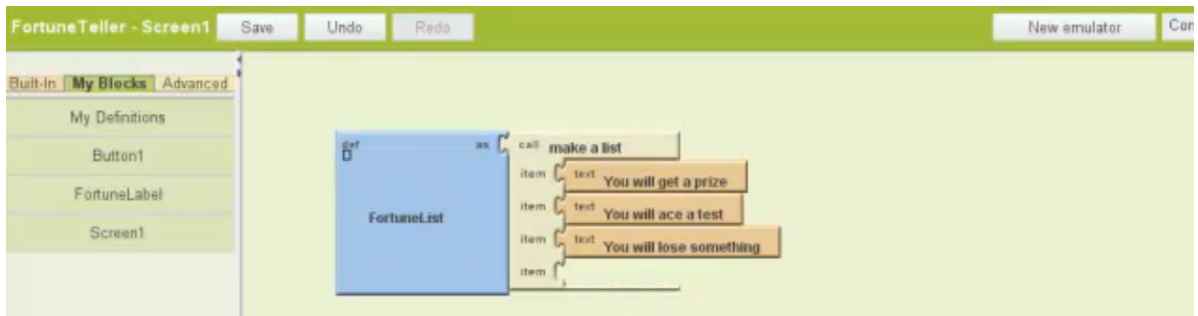 FortuneTeller - Screen1 Save Undo Redo New emulator Con
Built-In My Blocks Advanced
My Definitions
Button1
FortuneLabel
Screen1
def as call make a list
item text You will get a prize
FortuneList
item text You will ace a test
item text You will lose something
item